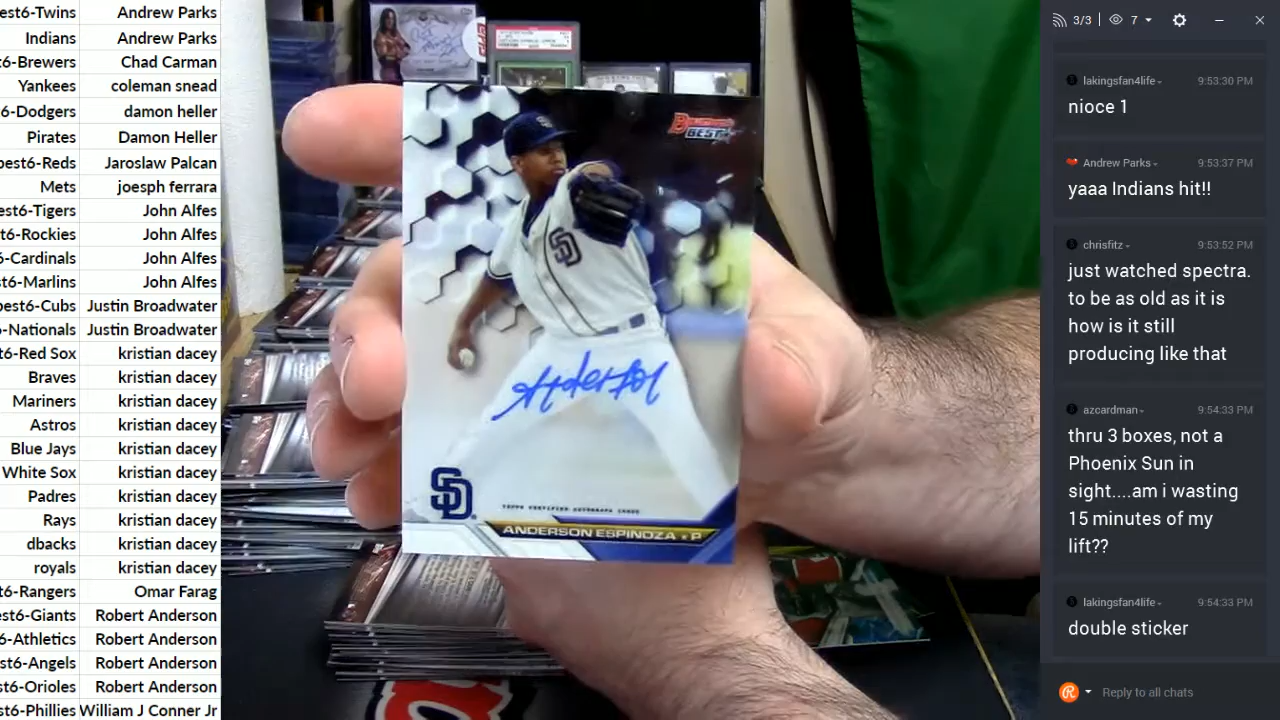 est6-Twins Andrew Parks
Indians Andrew Parks
st6-Brewers Chad Carman
Yankees coleman snead
6-Dodgers damon heller
Pirates Damon Heller
best6-Reds Jaroslaw Palcan
Mets joesph ferrara
est6-Tigers John Alfes
t6-Rockies John Alfes
-Cardinals John Alfes
st6-Marlins John Alfes
best6-Cubs Justin Broadwater
-Nationals Justin Broadwater
t6-Red Sox kristian dacey
Braves kristian dacey
Mariners kristian dacey
Astros kristian dacey
Blue Jays kristian dacey
White Sox kristian dacey
Padres kristian dacey
Rays kristian dacey
dbacks kristian dacey
royals kristian dacey
t6-Rangers Omar Farag
est6-Giants Robert Anderson
6-Athletics Robert Anderson
est6-Angels Robert Anderson
st6-Orioles Robert Anderson
st6-Phillies William J Conner Jr
BOWMAN'S
BEST
SD
Anderson
SD
TOPPS CERTIFIED AUTOGRAPH ISSUE
ANDERSON ESPINOZA P
3/3 7
lakingsfan4life 9:53:30 PM
nioce 1
Andrew Parks 9:53:37 PM
yaaa Indians hit!!
chrisfitz 9:53:52 PM
just watched spectra.
to be as old as it is
how is it still
producing like that
azcardman 9:54:33 PM
thru 3 boxes, not a
Phoenix Sun in
sight....am i wasting
15 minutes of my
lift??
lakingsfan4life 9:54:33 PM
double sticker
Reply to all chats